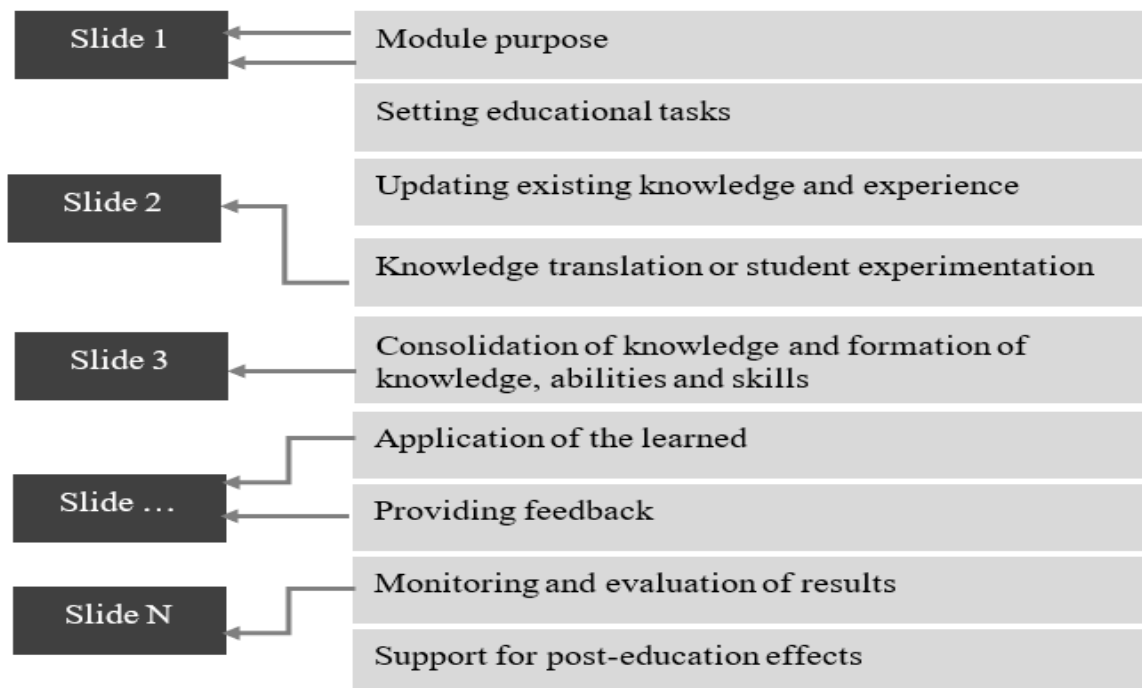 Slide 1
Module purpose
Setting educational tasks
Slide 2
Updating existing knowledge and experience
Knowledge translation or student experimentation
Slide 3
Consolidation of knowledge and formation of
knowledge, abilities and skills
Application of the learned
Slide …
Providing feedback
Monitoring and evaluation of results
Slide N
Support for post-education effects